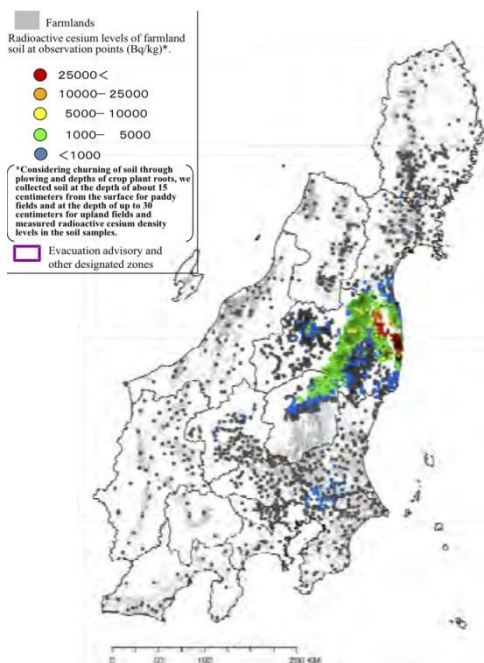 Farmlands
Radioactive cesium levels of farmland
soil at observation points (Bq/kg)*.
25000<
10000- 25000
5000- 10000
1000- 5000
<1000
*Considering churning of soil through
plowing and depths of crop plant roots, we
collected soil at the depth of about 15
centimeters from the surface for paddy
fields and at the depth of up to 30
centimeters for upland fields and
measured radioactive cesium density
levels in the soil samples.
Evacuation advisory and
other designated zones
0